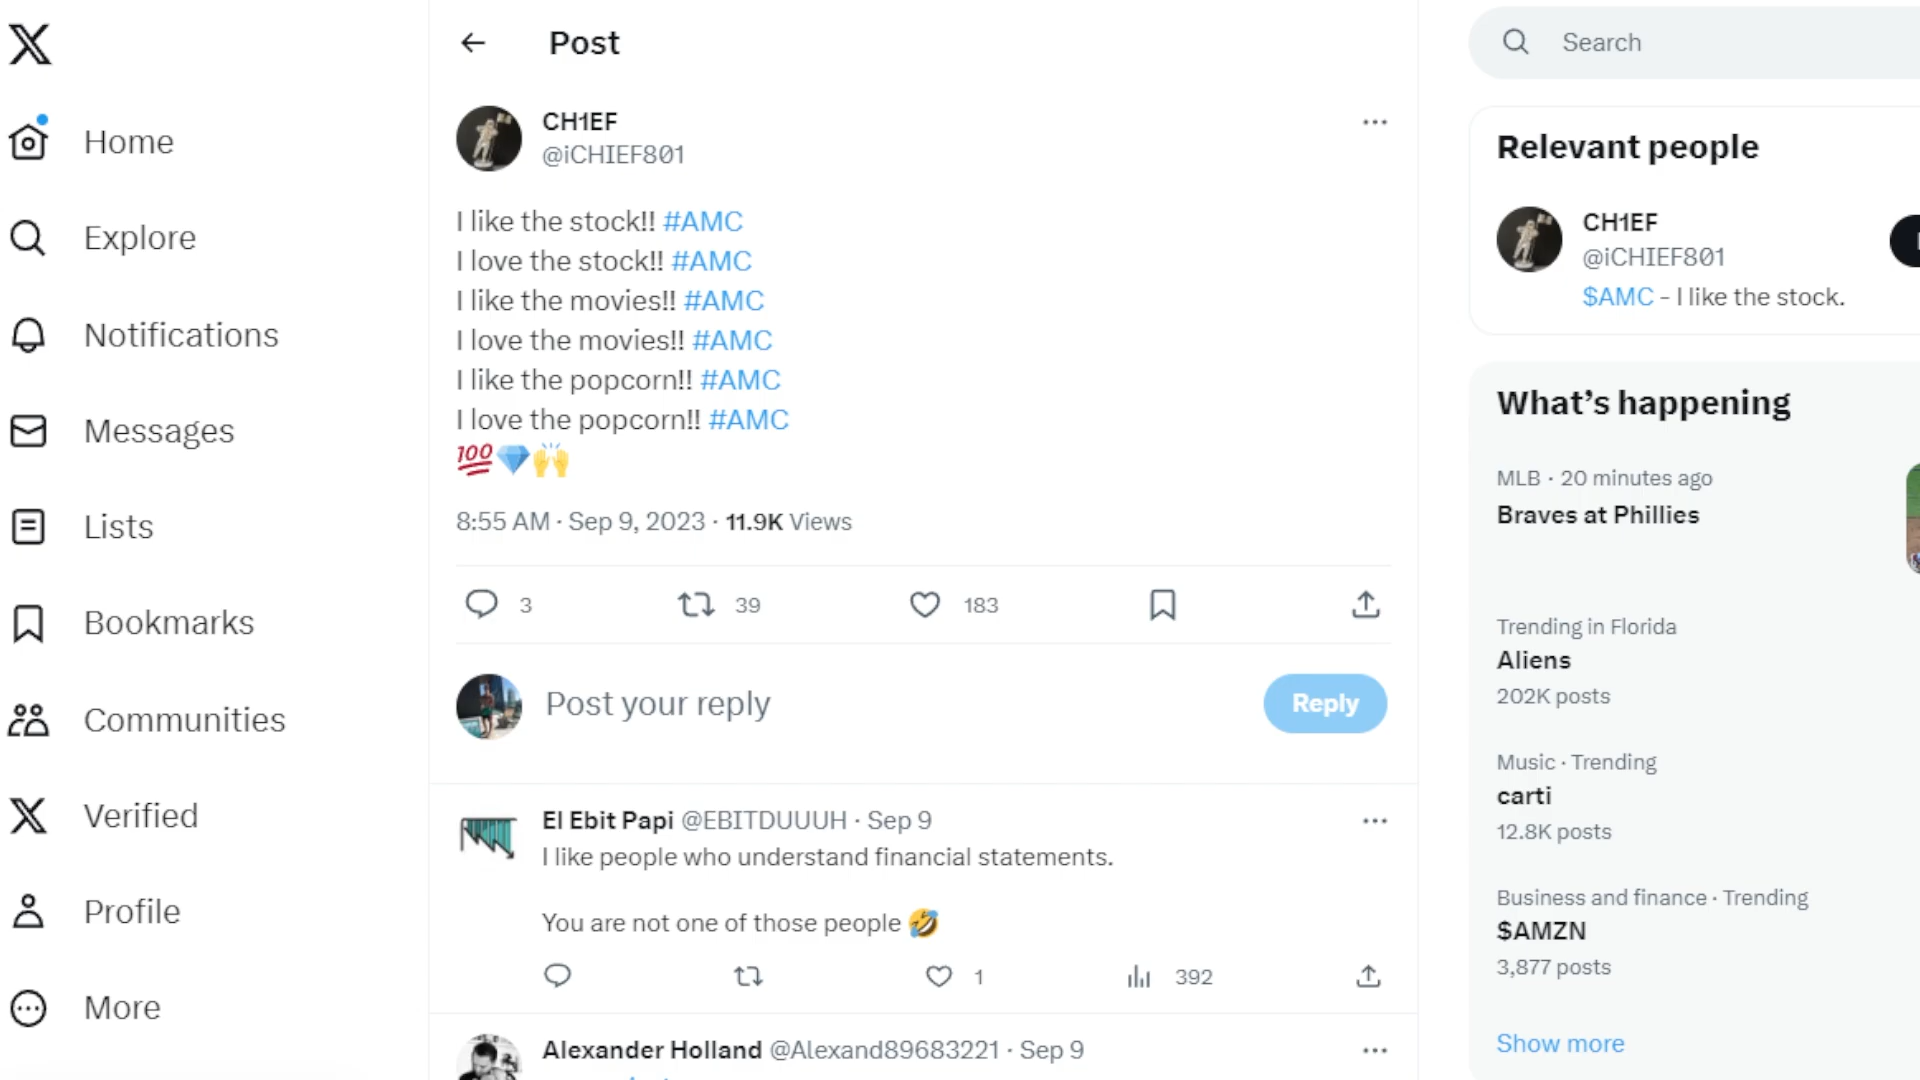 Home
Explore
Notifications
Messages
Lists
Bookmarks
Communities
Verified
Profile
More
Post
CH1EF
@iCHIEF801
I like the stock!! #AMC
I love the stock!! #AMC
I like the movies!! #AMC
I love the movies!! #AMC
I like the popcorn!! #AMC
I love the popcorn!! #AMC
💯💎🙌
8:55 AM · Sep 9, 2023 · 11.9K Views
3 39 183
Post your reply
Reply
El Ebit Papi @EBITDUUUH · Sep 9
I like people who understand financial statements.
You are not one of those people 🤣
1 392
Alexander Holland @Alexand89683221 · Sep 9
Search
Relevant people
CH1EF
@iCHIEF801
$AMC - I like the stock.
What's happening
MLB · 20 minutes ago
Braves at Phillies
Trending in Florida
Aliens
202K posts
Music · Trending
carti
12.8K posts
Business and finance · Trending
$AMZN
3,877 posts
Show more